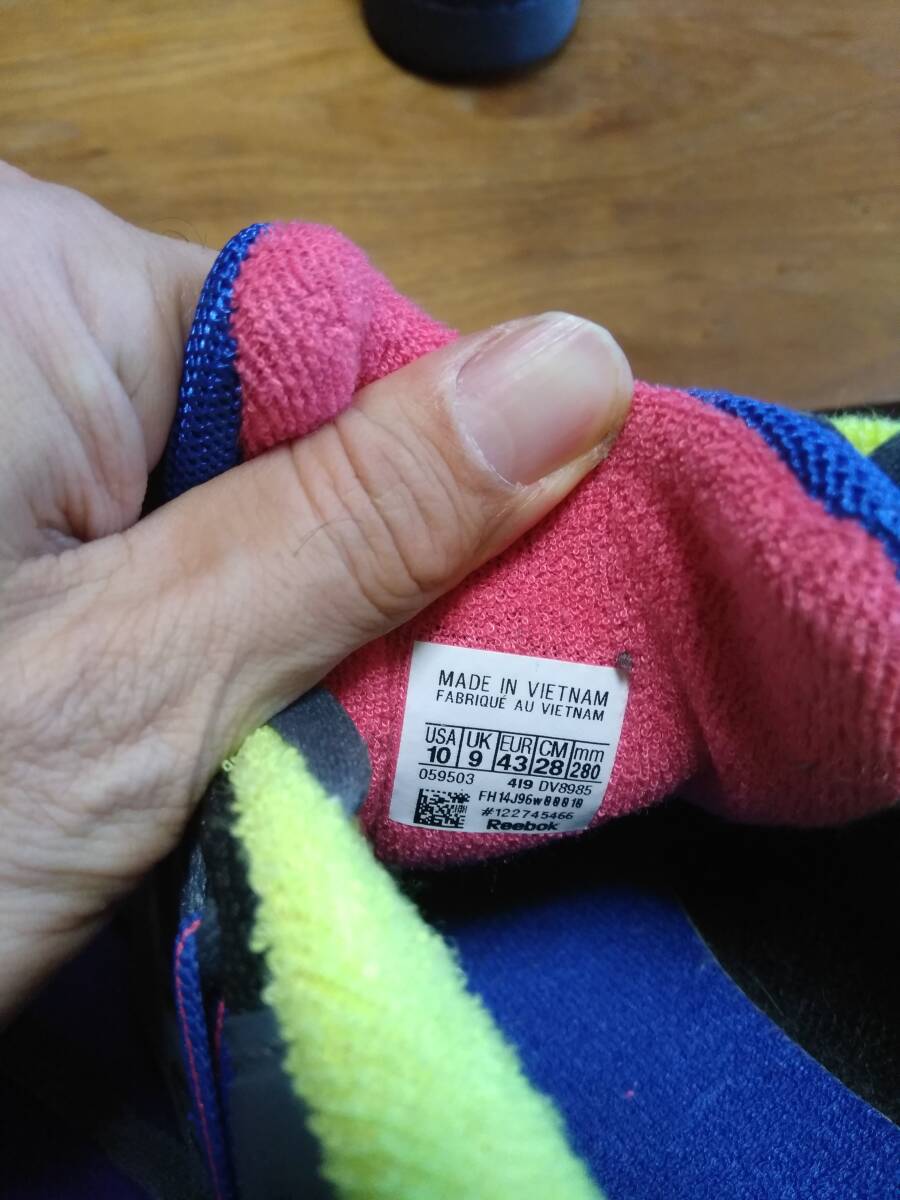 MADE IN VIETNAM
FABRIQUÉ AU VIETNAM
USA UK EUR CM mm
10 9 43 28 280
059503 419 DV8985
#122745466
Reebok